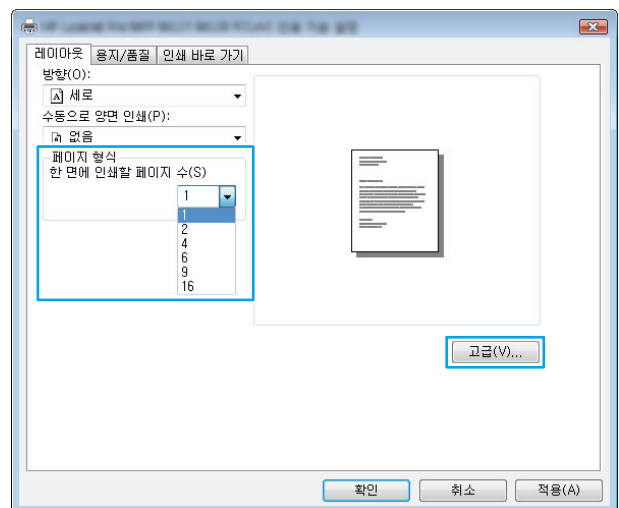 레이아웃 용지/품질 인쇄 바로 가기
방향(O):
세로
수동으로 양면 인쇄(P):
없음
페이지 형식
한 면에 인쇄할 페이지 수(S)
1
1
2
4
6
9
16
고급(V)...
확인 취소 적용(A)